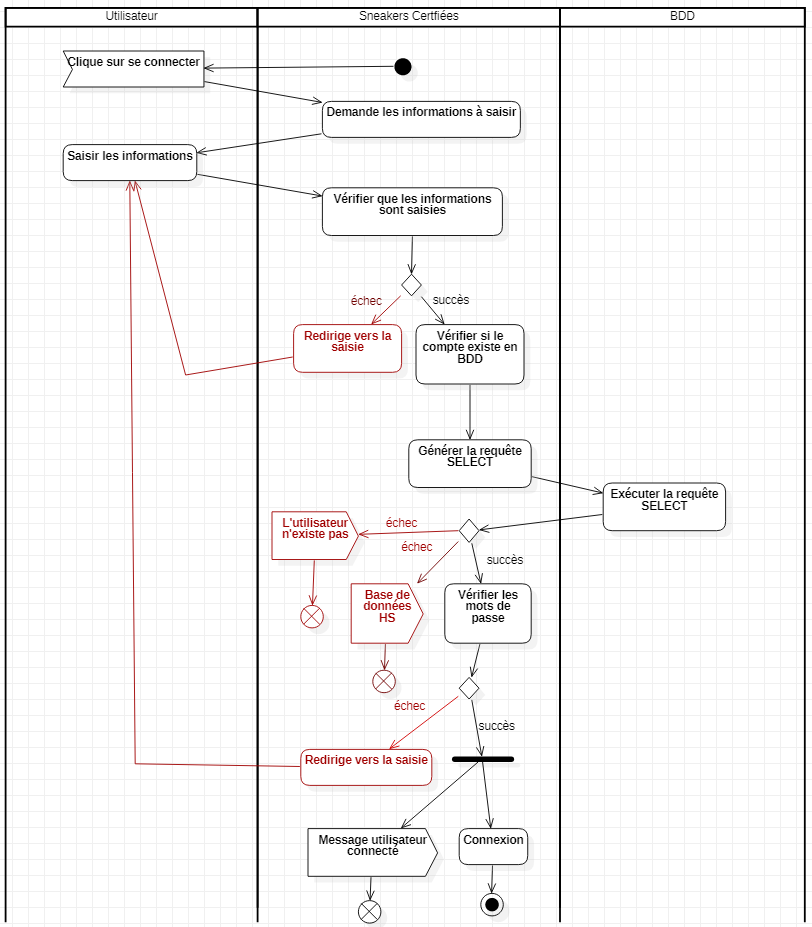 Utilisateur
Sneakers Certfiées
BDD
Clique sur se connecter
Demande les informations à saisir
Saisir les informations
Vérifier que les informations
sont saisies
échec
succès
Redirige vers la
saisie
Vérifier si le
compte existe en
BDD
Générer la requête
SELECT
Exécuter la requête
SELECT
L'utilisateur
n'existe pas
échec
échec
succès
Base de
données
HS
Vérifier les
mots de
passe
échec
succès
Redirige vers la saisie
Message utilisateur
connecté
Connexion